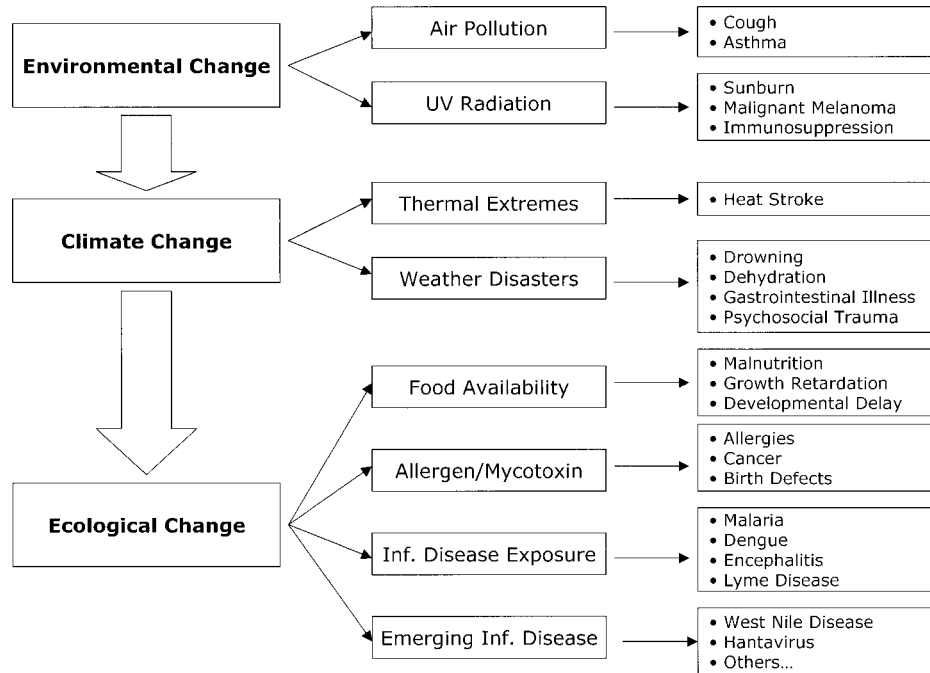 Environmental Change
Air Pollution
• Cough
• Asthma
UV Radiation
• Sunburn
• Malignant Melanoma
• Immunosuppression
Climate Change
Thermal Extremes
• Heat Stroke
Weather Disasters
• Drowning
• Dehydration
• Gastrointestinal Illness
• Psychosocial Trauma
Ecological Change
Food Availability
• Malnutrition
• Growth Retardation
• Developmental Delay
Allergen/Mycotoxin
• Allergies
• Cancer
• Birth Defects
Inf. Disease Exposure
• Malaria
• Dengue
• Encephalitis
• Lyme Disease
Emerging Inf. Disease
• West Nile Disease
• Hantavirus
• Others...